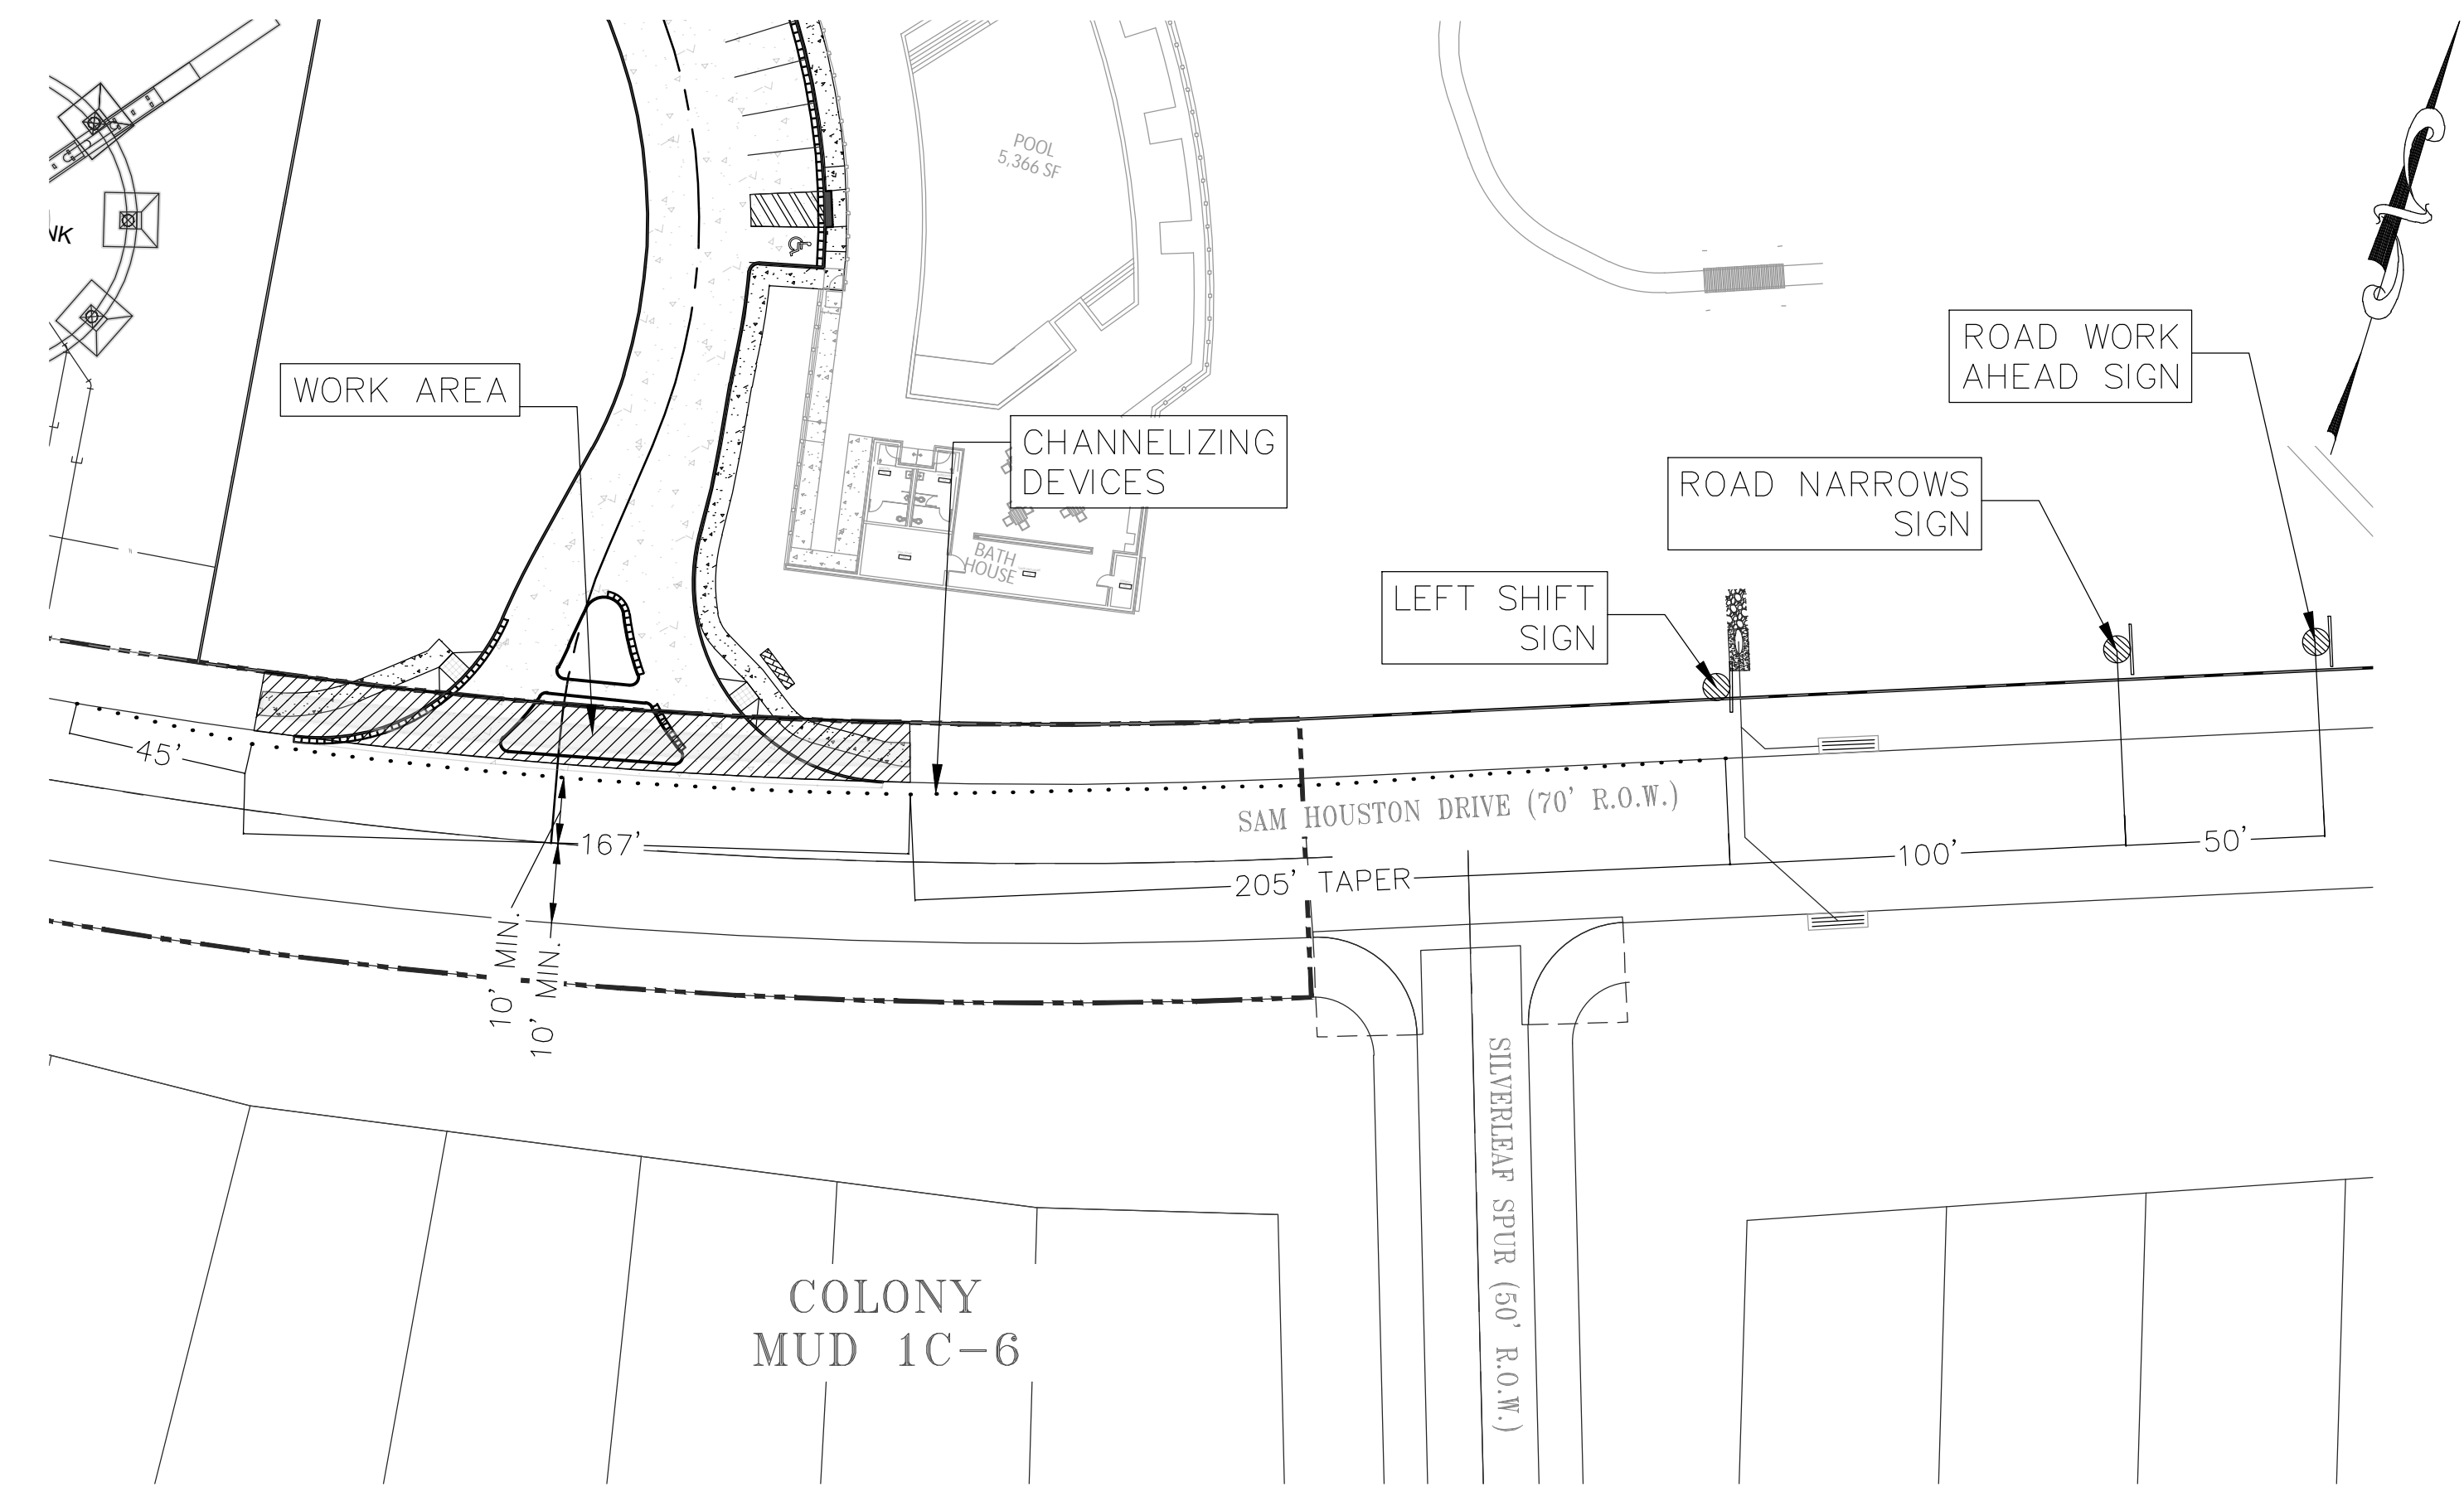 POOL
5,366 SF
NK
ROAD WORK
AHEAD SIGN
WORK AREA
CHANNELIZING
DEVICES
ROAD NARROWS
SIGN
BATH
HOUSE
LEFT SHIFT
SIGN
45'
SAM HOUSTON DRIVE (70' R.O.W.)
167'
100'
50'
205' TAPER
10' MIN.
10' MIN.
SILVERLEAF SPUR (50' R.O.W.)
COLONY
MUD 1C-6